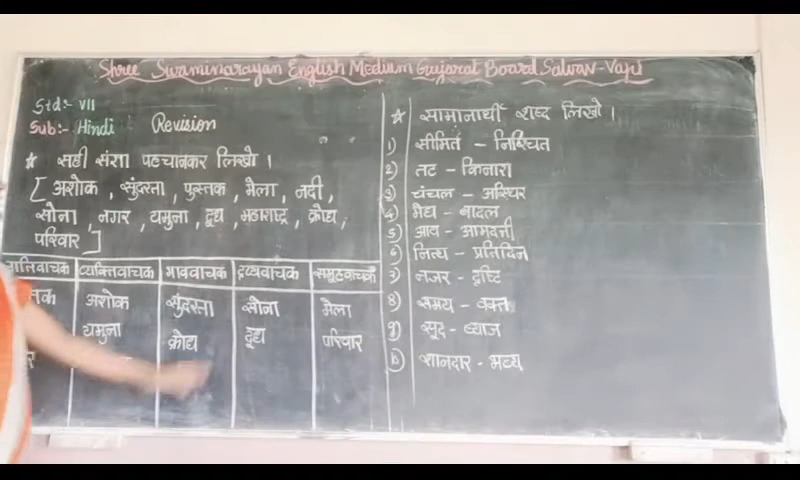 Shree Swaminarayan English Medium Gujarat Board Salvav-Vapi
Std:- VII
Sub:- Hindi Revision
★ सही संज्ञा पहचानकर लिखो ।
[ अशोक , सुंदरता , पुस्तक , मेला , नदी ,
सोना , नगर , यमुना , दूध , महाराष्ट्र , क्रोध ,
परिवार ]
जातिवाचक व्यक्तिवाचक भाववाचक द्रव्यवाचक समूहवाचक
अशोक सुंदरता सोना मेला
यमुना क्रोध दूध परिवार
★ सामानार्थी शब्द लिखो ।
1) सीमित - निश्चित
2) तट - किनारा
3) चंचल - अस्थिर
4) मेघ - बादल
5) आय - आमदनी
6) नित्य - प्रतिदिन
7) नजर - दृष्टि
8) समय - वक्त
9) सूद - ब्याज
10) शानदार - भव्य